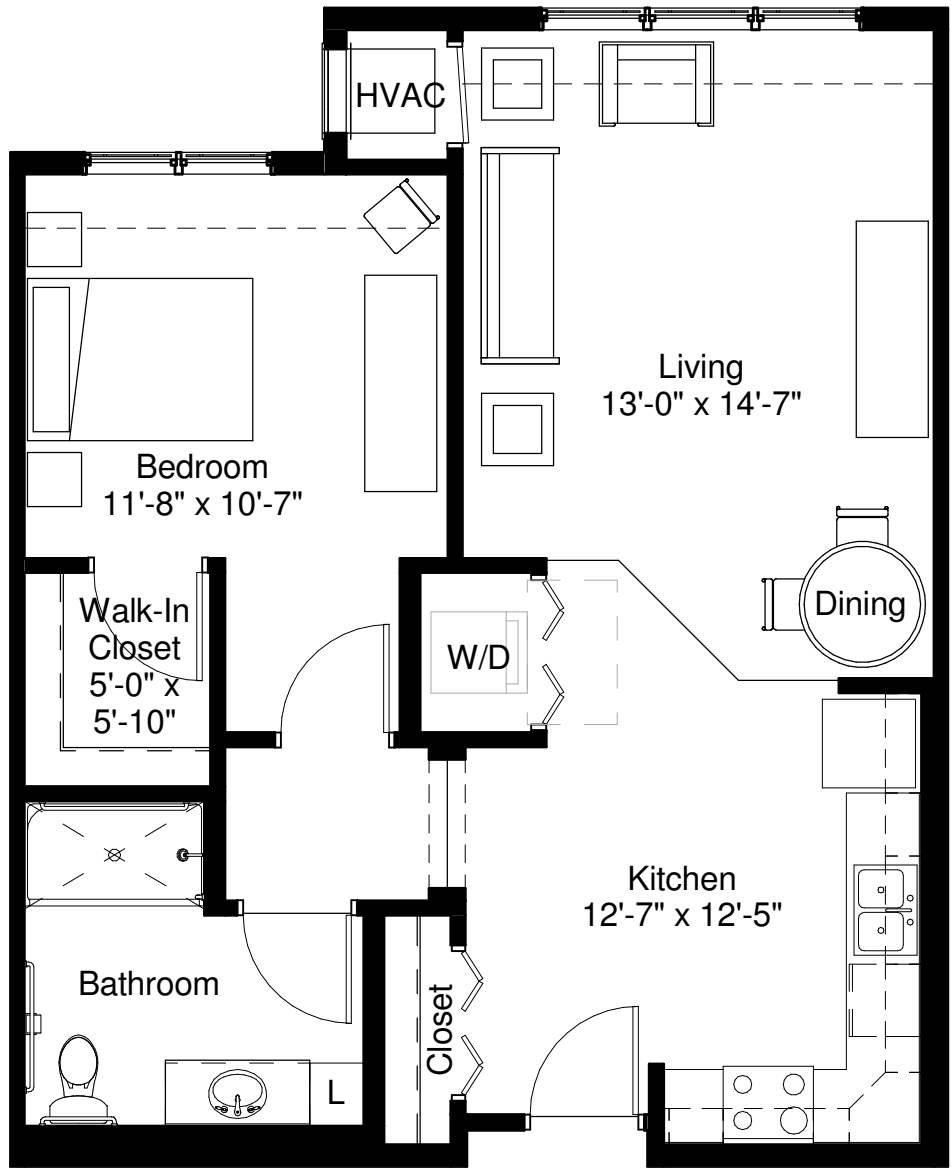 HVAC
Living
13'-0" x 14'-7"
Bedroom
11'-8" x 10'-7"
Dining
Walk-In
Closet
5'-0" x
5'-10"
W/D
Kitchen
12'-7" x 12'-5"
Bathroom
Closet
L